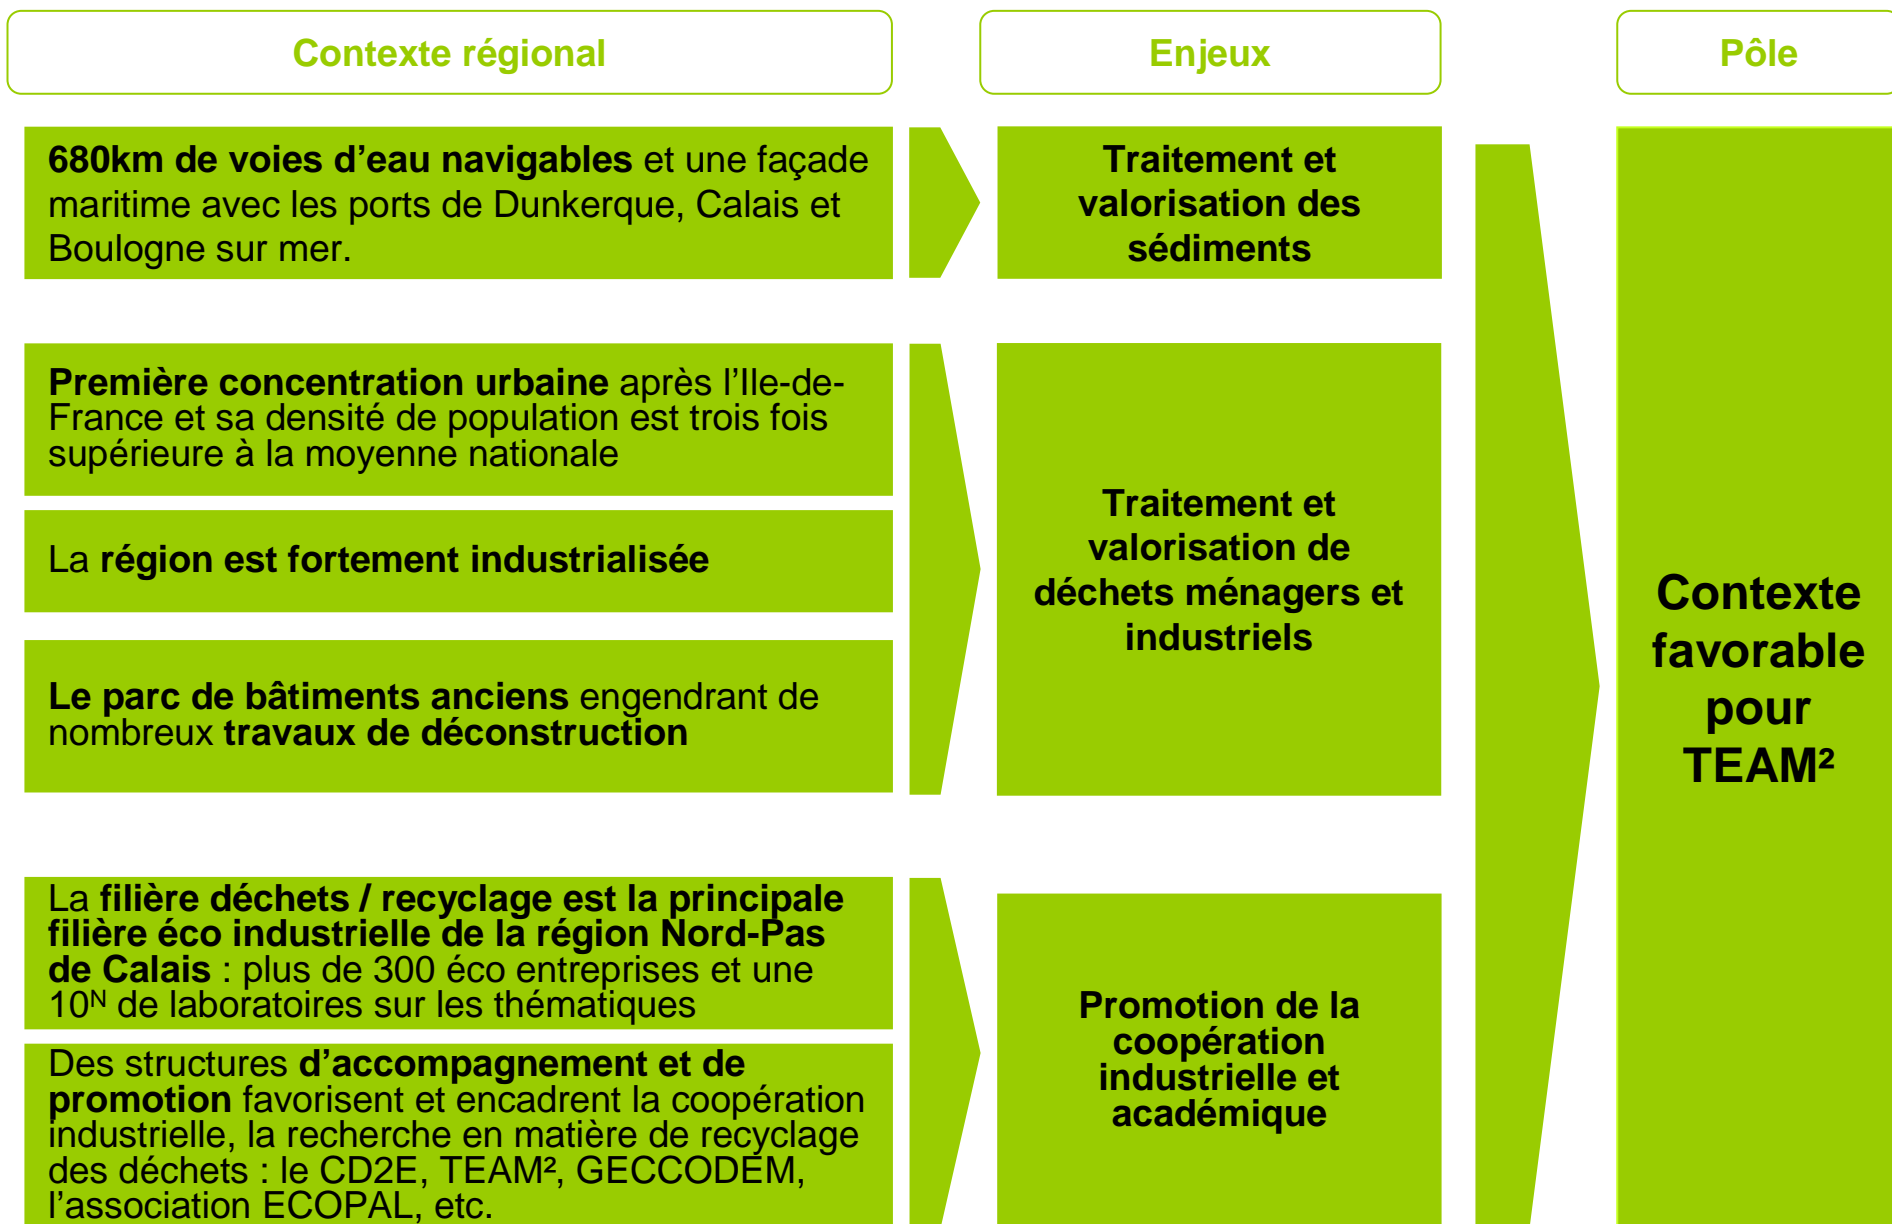 Contexte régional
Enjeux
Pôle
680km de voies d’eau navigables et une façade
maritime avec les ports de Dunkerque, Calais et
Boulogne sur mer.
Traitement et
valorisation des
sédiments
Première concentration urbaine après l’Ile-de-
France et sa densité de population est trois fois
supérieure à la moyenne nationale
La région est fortement industrialisée
Le parc de bâtiments anciens engendrant de
nombreux travaux de déconstruction
Traitement et
valorisation de
déchets ménagers et
industriels
La filière déchets / recyclage est la principale
filière éco industrielle de la région Nord-Pas
de Calais : plus de 300 éco entreprises et une
10ᴺ de laboratoires sur les thématiques
Des structures d’accompagnement et de
promotion favorisent et encadrent la coopération
industrielle, la recherche en matière de recyclage
des déchets : le CD2E, TEAM², GECCODEM,
l’association ECOPAL, etc.
Promotion de la
coopération
industrielle et
académique
Contexte
favorable
pour
TEAM²